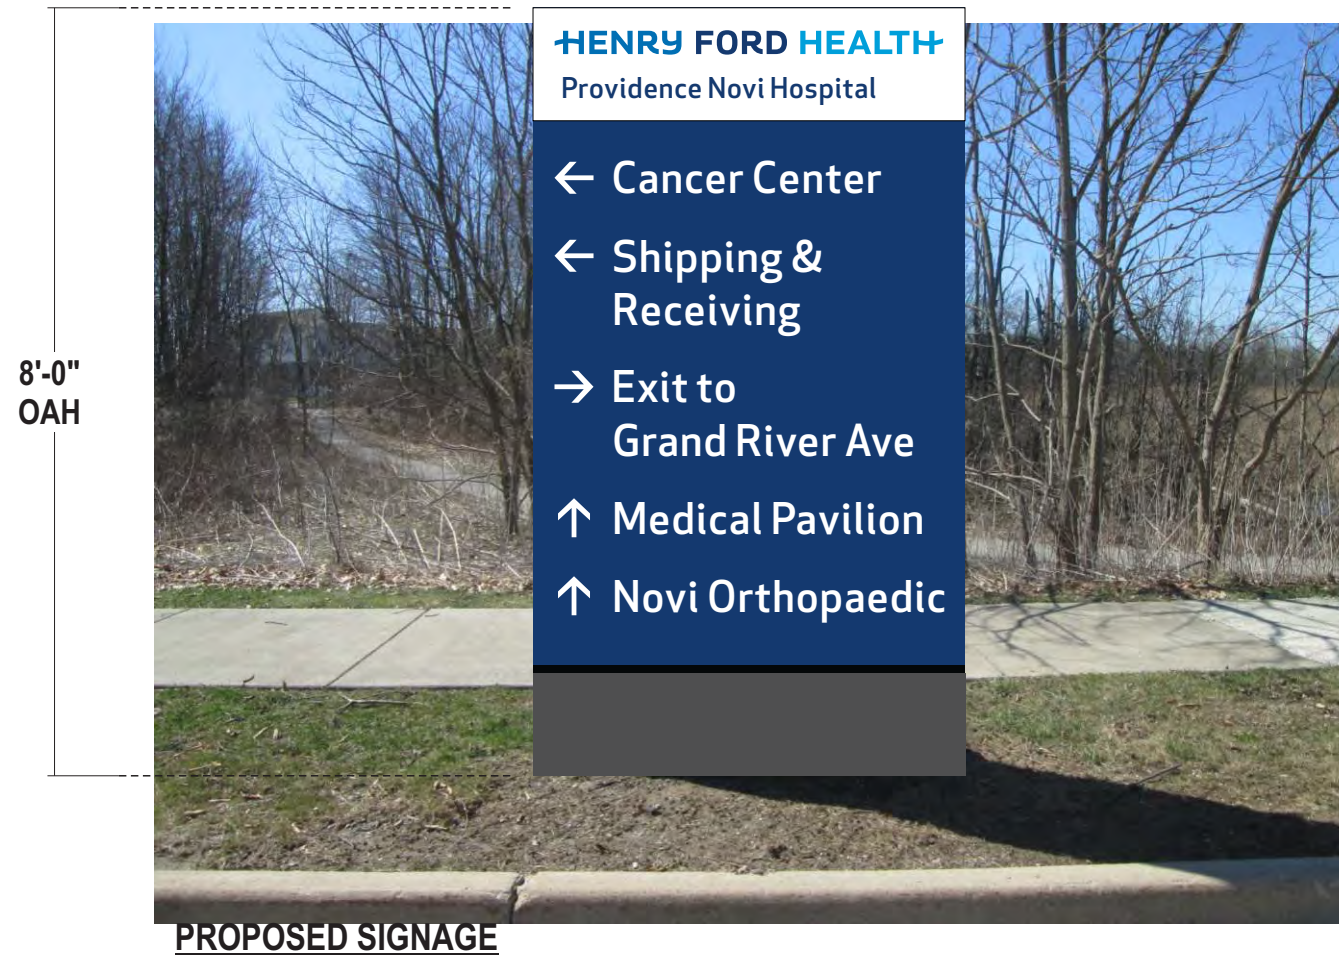 HENRY FORD HEALTH
Providence Novi Hospital
← Cancer Center
← Shipping &
Receiving
→ Exit to
Grand River Ave
↑ Medical Pavilion
↑ Novi Orthopaedic
8'-0"
OAH
PROPOSED SIGNAGE